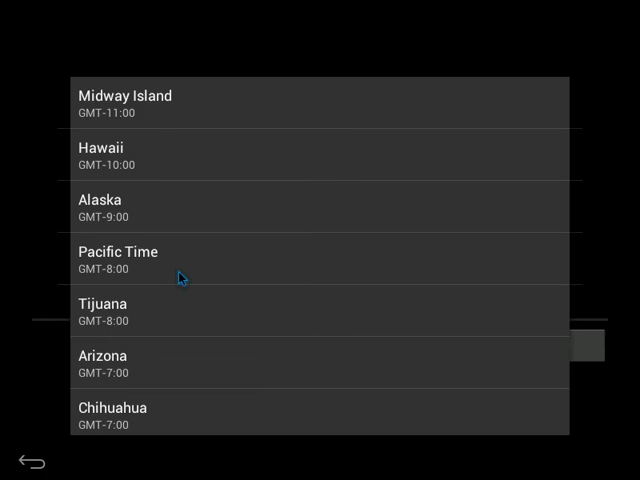 Midway Island
GMT-11:00
Hawaii
GMT-10:00
Alaska
GMT-9:00
Pacific Time
GMT-8:00
Tijuana
GMT-8:00
Arizona
GMT-7:00
Chihuahua
GMT-7:00